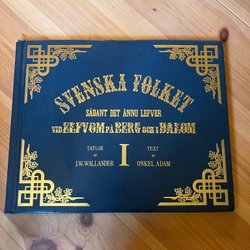 SVENSKA FOLKET
SÅDANT DET ÄNNU LEFVER
VID ELFVOM PÅ BERG OCH I DALOM
TAFLOR
af
J.W. WALLANDER
I
TEXT
af
ONKEL ADAM